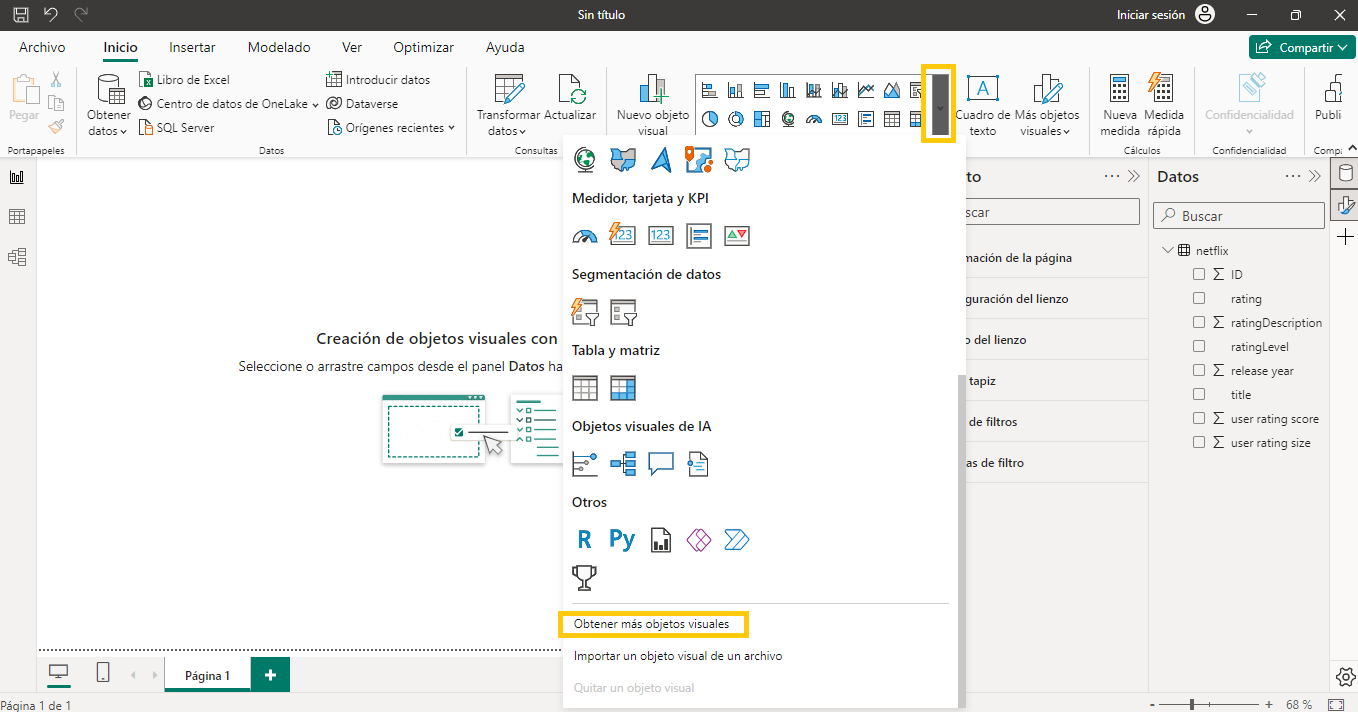 Sin título
Iniciar sesión
Archivo
Inicio
Insertar
Modelado
Ver
Optimizar
Ayuda
Compartir
Pegar
Portapapeles
Obtener
datos
Libro de Excel
Centro de datos de OneLake
SQL Server
Introducir datos
Dataverse
Orígenes recientes
Datos
Transformar
datos
Actualizar
Consultas
Nuevo objeto
visual
123
A
Cuadro de
texto
Más objetos
visuales
Nueva
medida
Medida
rápida
Cálculos
Confidencialidad
Confidencialidad
Publi
Compa
Creación de objetos visuales con
Seleccione o arrastre campos desde el panel Datos ha
Medidor, tarjeta y KPI
123
123
Segmentación de datos
Tabla y matriz
Objetos visuales de IA
Otros
R
Py
Obtener más objetos visuales
Importar un objeto visual de un archivo
Quitar un objeto visual
to
scar
mación de la página
guración del lienzo
o del lienzo
tapiz
de filtros
as de filtro
Datos
Buscar
netflix
Σ ID
rating
Σ ratingDescription
ratingLevel
Σ release year
title
Σ user rating score
Σ user rating size
Página 1
+
Página 1 de 1
- + 68 %